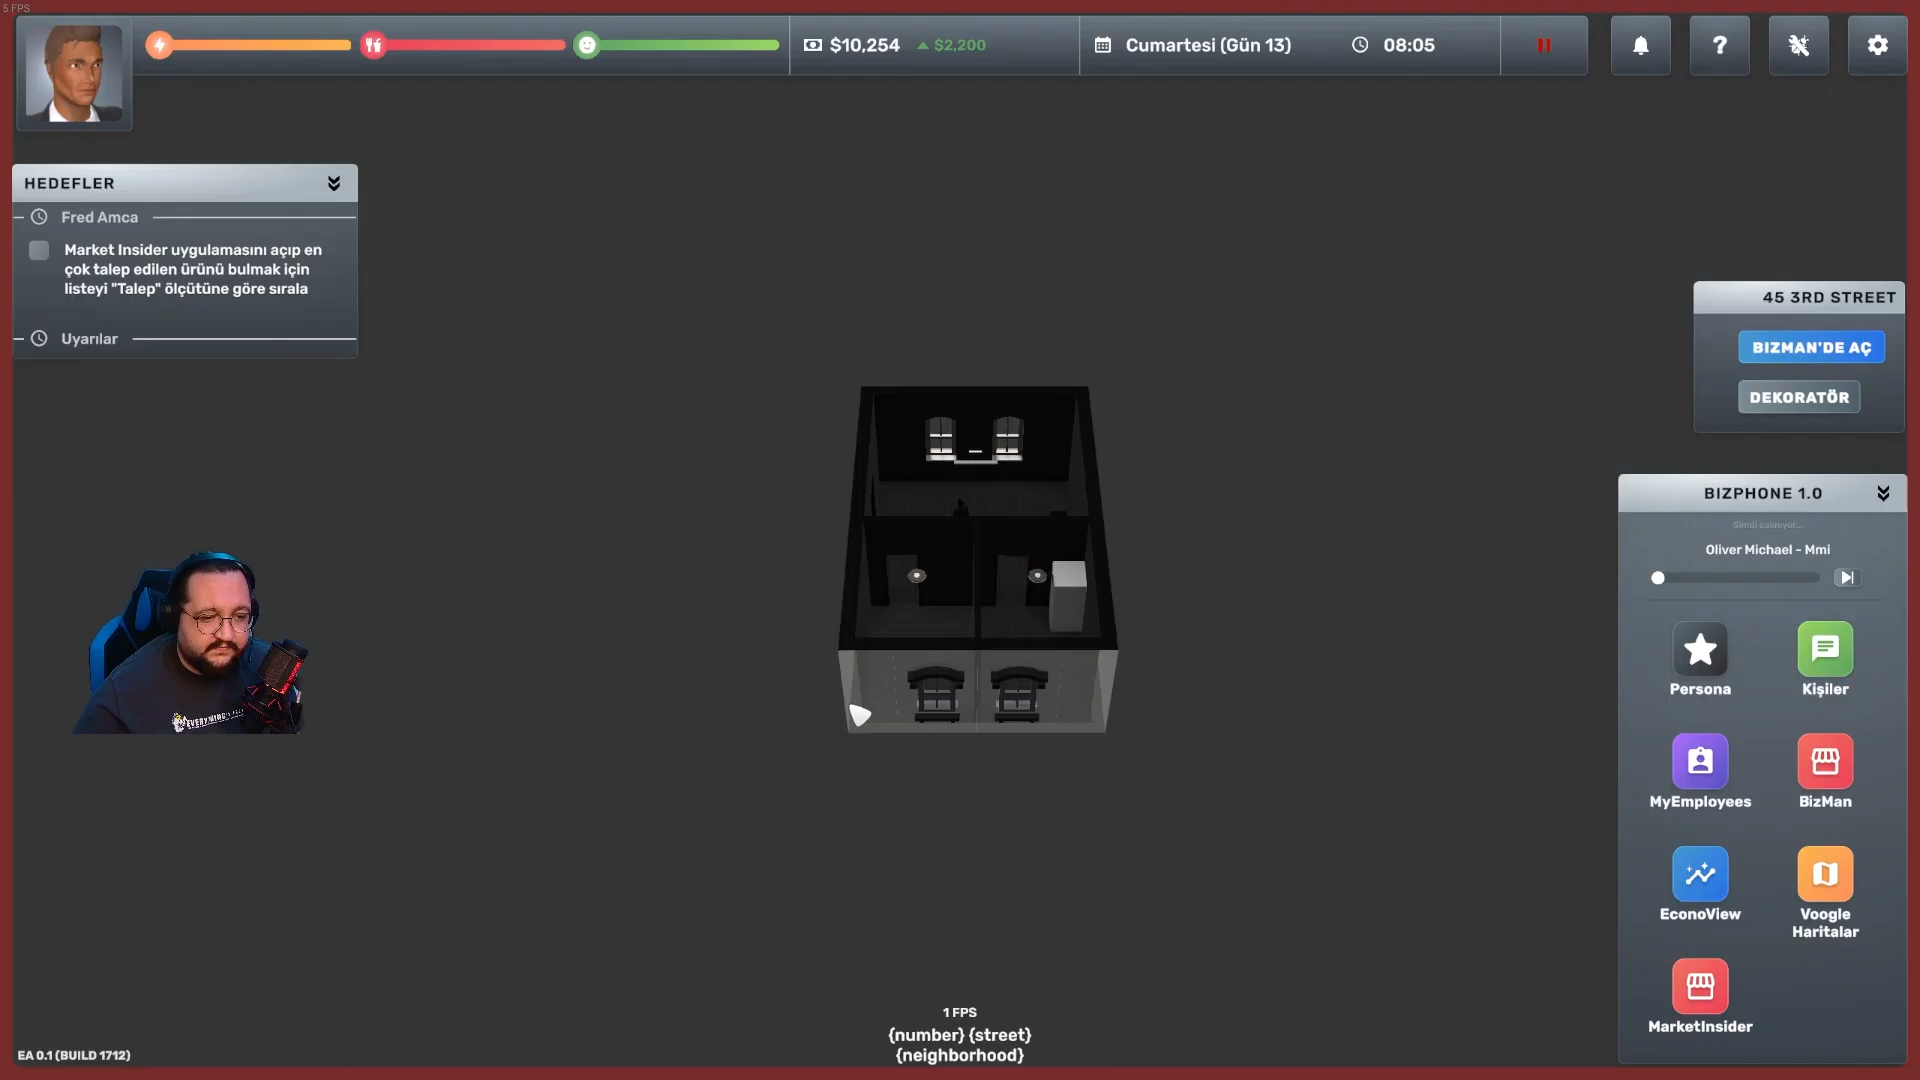 5 FPS
$10,254
$2,200
Cumartesi (Gün 13)
08:05
?
HEDEFLER
Fred Amca
Market Insider uygulamasını açıp en
çok talep edilen ürünü bulmak için
listeyi "Talep" ölçütüne göre sırala
Uyarılar
45 3RD STREET
BIZMAN'DE AÇ
DEKORATÖR
BIZPHONE 1.0
Şimdi çalınıyor...
Oliver Michael - Mmi
Persona
Kişiler
MyEmployees
BizMan
EconoView
Voogle
Haritalar
MarketInsider
1 FPS
{number} {street}
{neighborhood}
EA 0.1 (BUILD 1712)